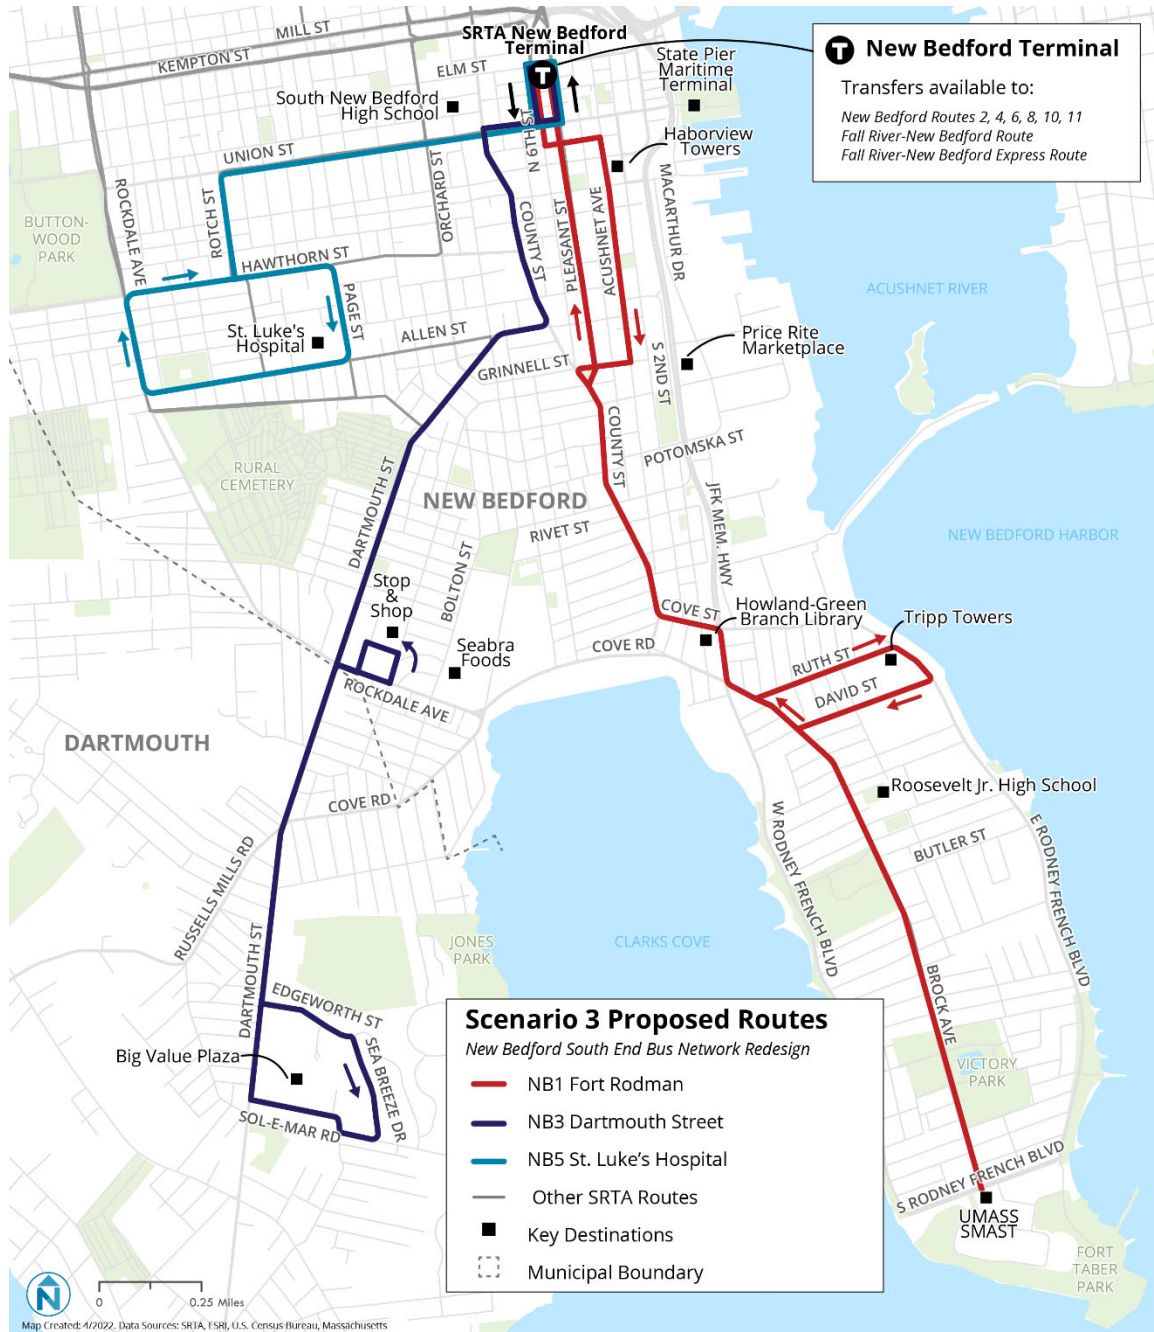 MILL ST
KEMPTON ST
ELM ST
SRTA New Bedford
Terminal
T
State Pier
Maritime
Terminal
T New Bedford Terminal
Transfers available to:
New Bedford Routes 2, 4, 6, 8, 10, 11
Fall River-New Bedford Route
Fall River-New Bedford Express Route
South New Bedford
High School
UNION ST
N 6TH ST
Haborview
Towers
ROCKDALE AVE
ROTCH ST
ORCHARD ST
COUNTY ST
PLEASANT ST
ACUSHNET AVE
MACARTHUR DR
BUTTON-
WOOD
PARK
HAWTHORN ST
PAGE ST
ACUSHNET RIVER
St. Luke's
Hospital
ALLEN ST
GRINNELL ST
S 2ND ST
Price Rite
Marketplace
COUNTY ST
POTOMSKA ST
RURAL
CEMETERY
DARTMOUTH ST
NEW BEDFORD
RIVET ST
JFK MEM. HWY
NEW BEDFORD HARBOR
Stop
&
Shop
BOLTON ST
COVE ST
Howland-Green
Branch Library
Tripp Towers
Seabra
Foods
COVE RD
RUTH ST
DAVID ST
ROCKDALE AVE
DARTMOUTH
COVE RD
Roosevelt Jr. High School
W RODNEY FRENCH BLVD
BUTLER ST
E RODNEY FRENCH BLVD
RUSSELLS MILLS RD
DARTMOUTH ST
JONES
PARK
CLARKS COVE
BROCK AVE
EDGEWORTH ST
Big Value Plaza
SEA BREEZE DR
SOL-E-MAR RD
VICTORY
PARK
S RODNEY FRENCH BLVD
UMASS
SMAST
FORT
TABER
PARK
Scenario 3 Proposed Routes
New Bedford South End Bus Network Redesign
NB1 Fort Rodman
NB3 Dartmouth Street
NB5 St. Luke's Hospital
Other SRTA Routes
Key Destinations
Municipal Boundary
N
0 0.25 Miles
Map Created: 4/2022. Data Sources: SRTA, ESRI, U.S. Census Bureau, Massachusetts